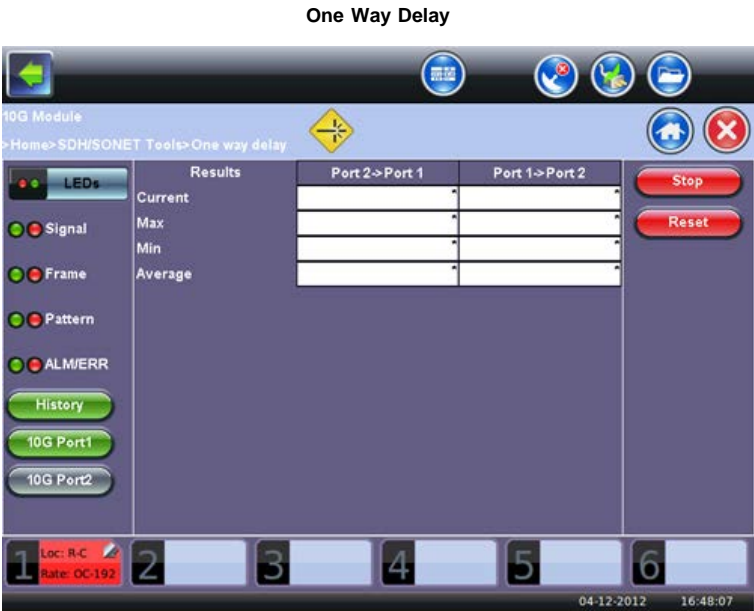 One Way Delay
10G Module
>Home>SDH/SONET Tools>One way delay
LEDs
Signal
Frame
Pattern
ALM/ERR
History
10G Port1
10G Port2
Results Port 2->Port 1 Port 1->Port 2
Current
Max
Min
Average
Stop
Reset
1 Loc: R-C
Rate: OC-192
2
3
4
5
6
04-12-2012 16:48:07